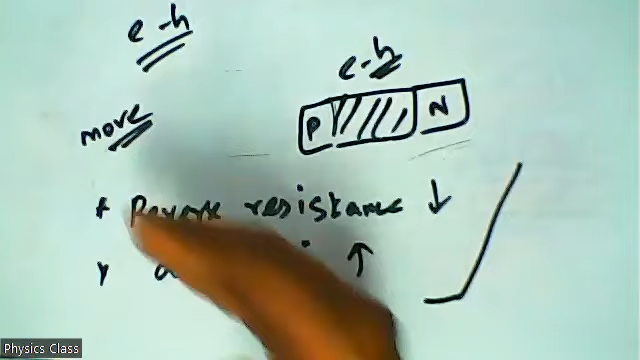 e-h
e-h
P N
move
Reverse resistance ↓
↑
Physics Class